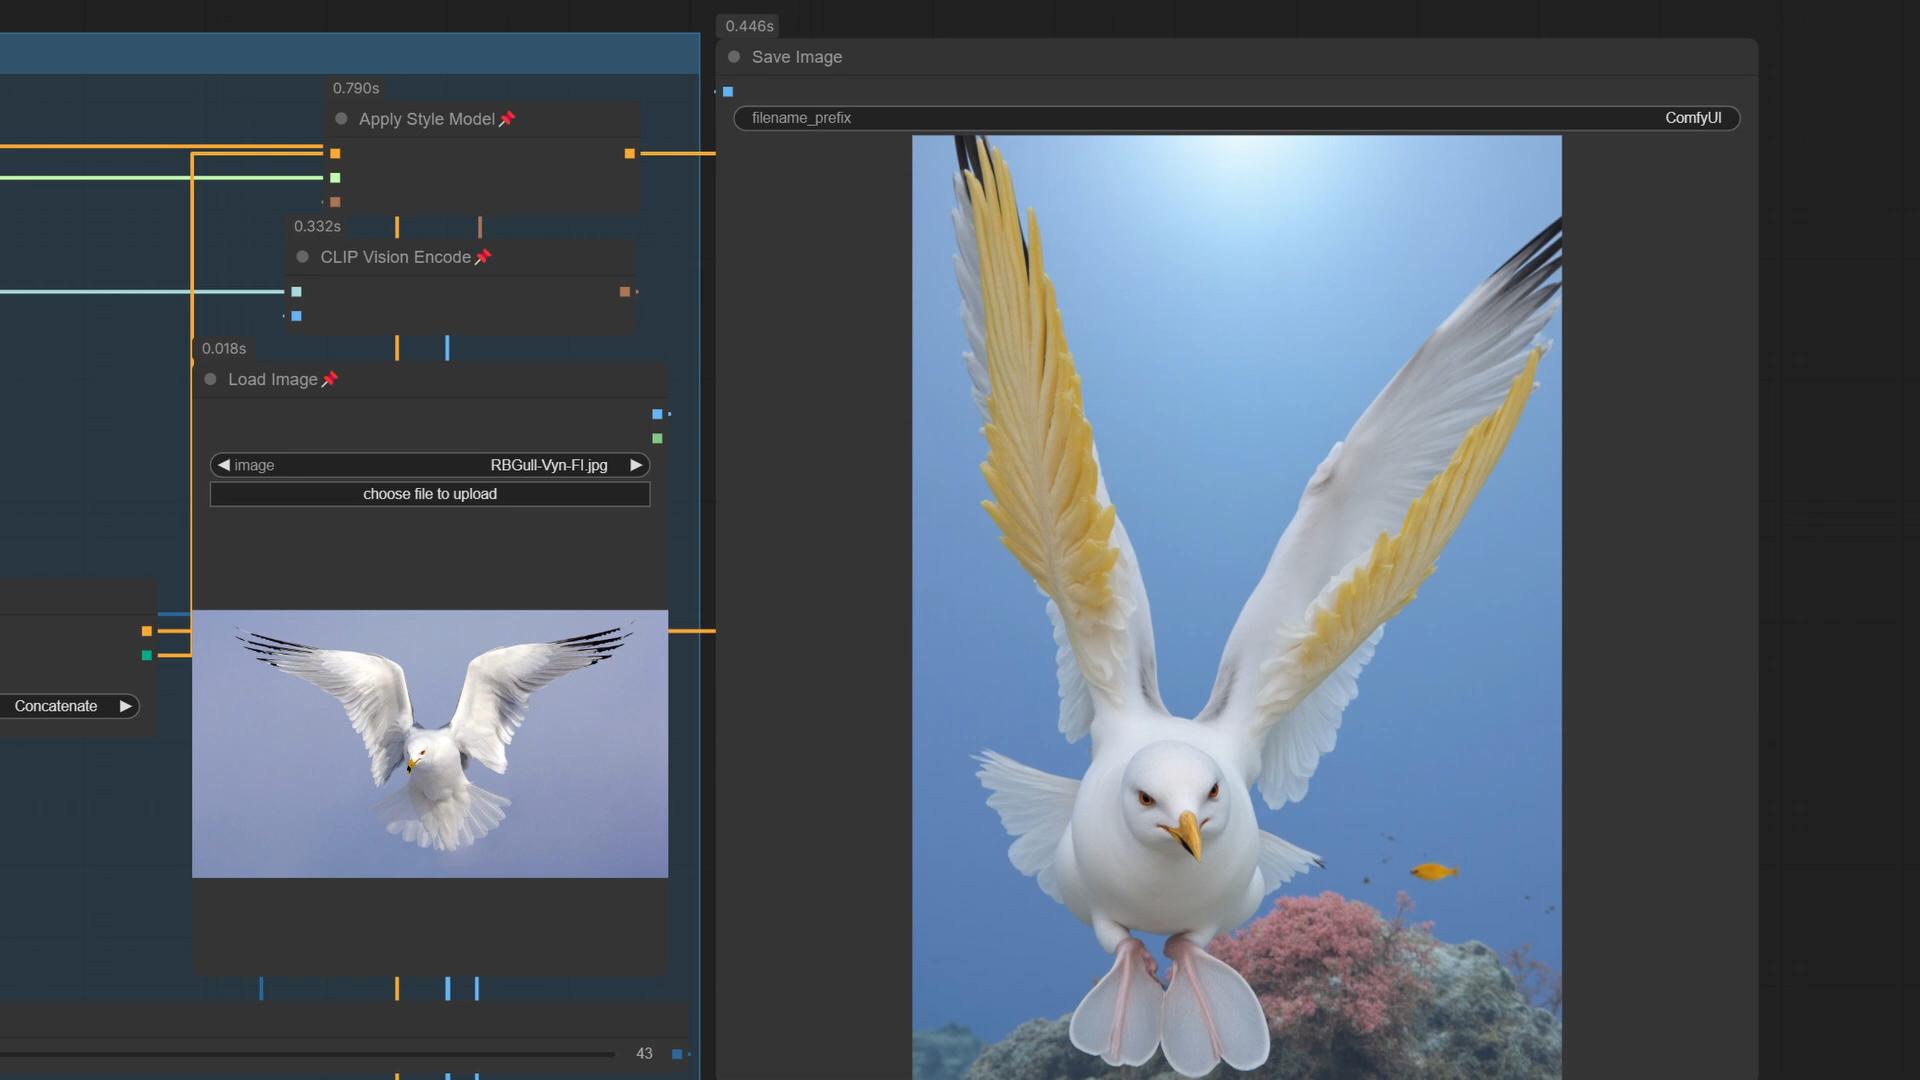 0.446s
Save Image
filename_prefix ComfyUI
0.790s
Apply Style Model
0.332s
CLIP Vision Encode
0.018s
Load Image
image RBGull-Vyn-Fl.jpg
choose file to upload
Concatenate
43